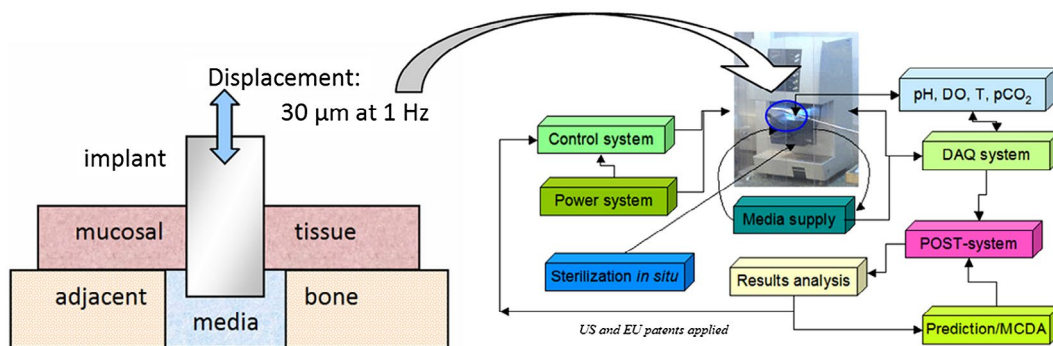 Displacement:
30 µm at 1 Hz
implant
mucosal tissue
adjacent bone
media
pH, DO, T, pCO₂
Control system
DAQ system
Power system
Media supply
POST-system
Sterilization in situ
Results analysis
US and EU patents applied
Prediction/MCDA